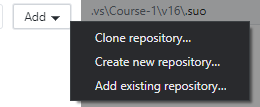 Add
.vs\Course-1\v16\.suo
Clone repository...
Create new repository...
Add existing repository...